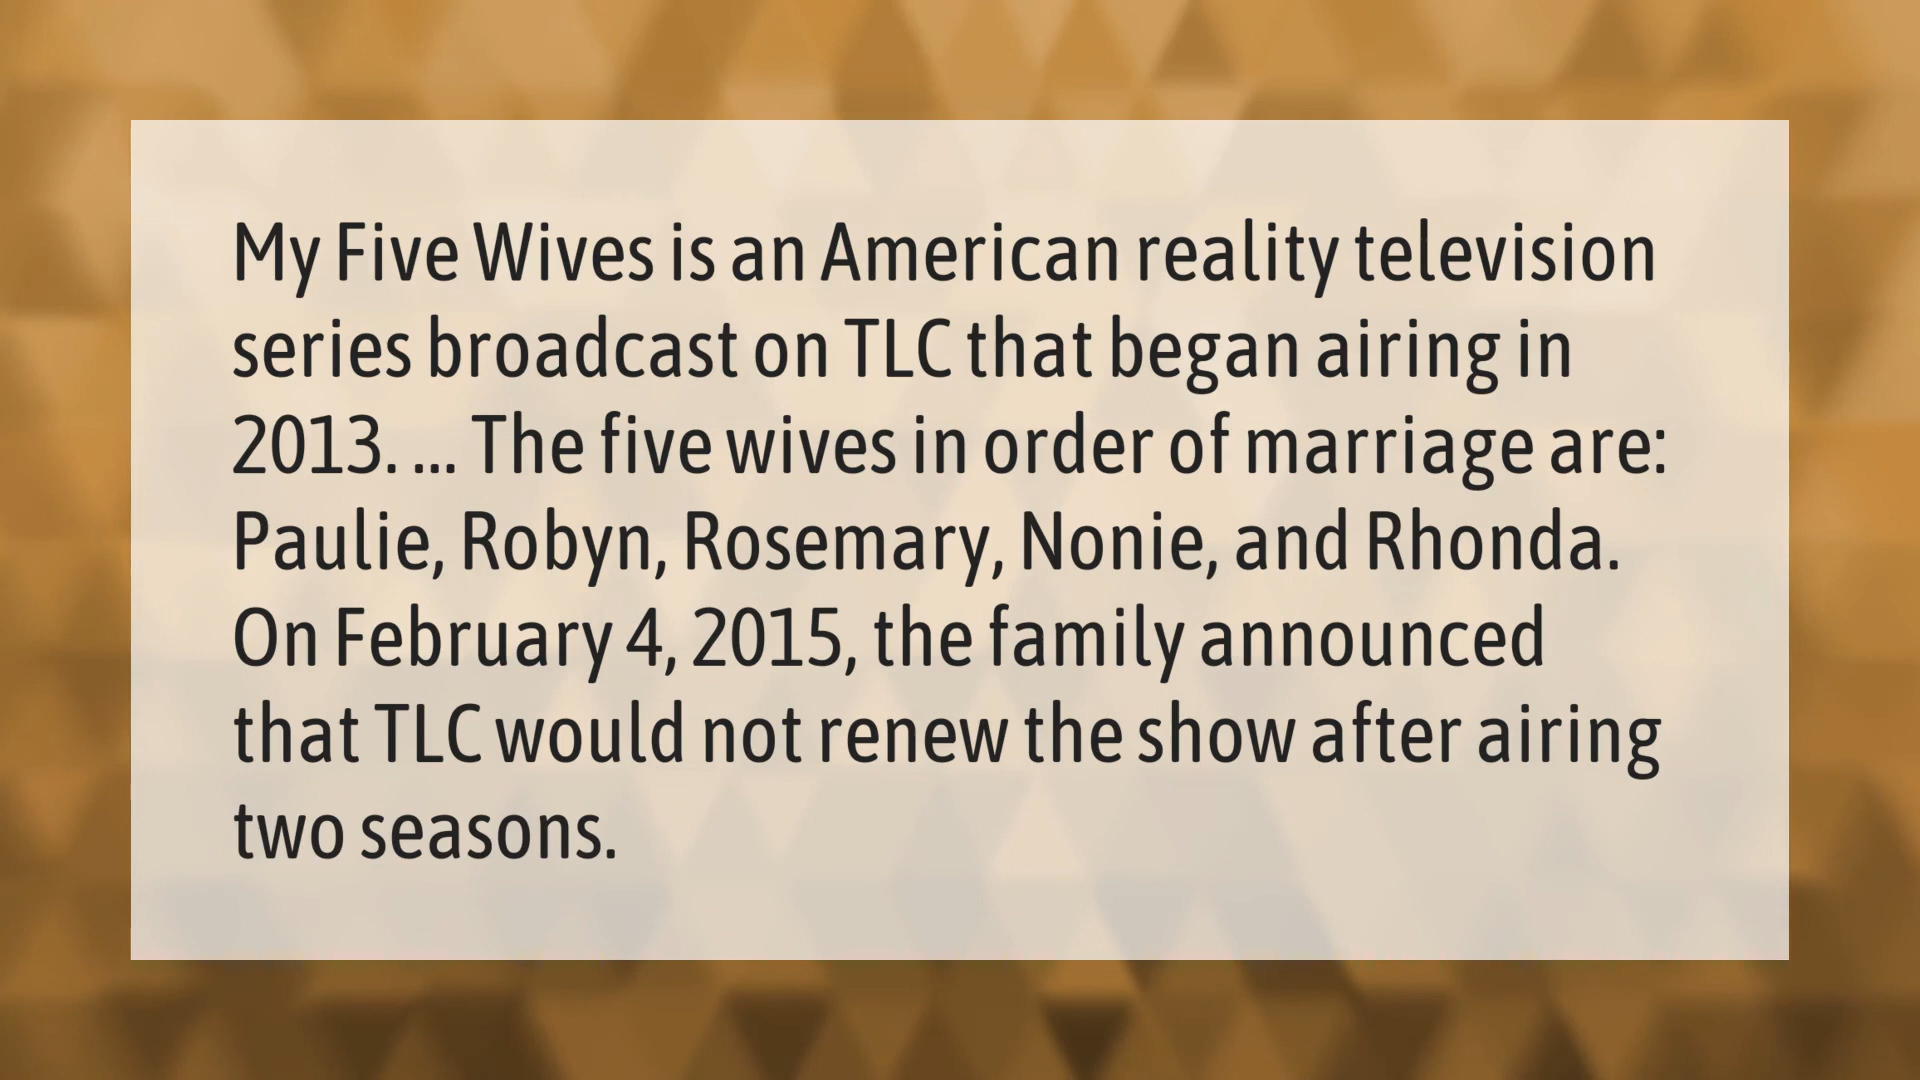 My Five Wives is an American reality television
series broadcast on TLC that began airing in
2013. ... The five wives in order of marriage are:
Paulie, Robyn, Rosemary, Nonie, and Rhonda.
On February 4, 2015, the family announced
that TLC would not renew the show after airing
two seasons.